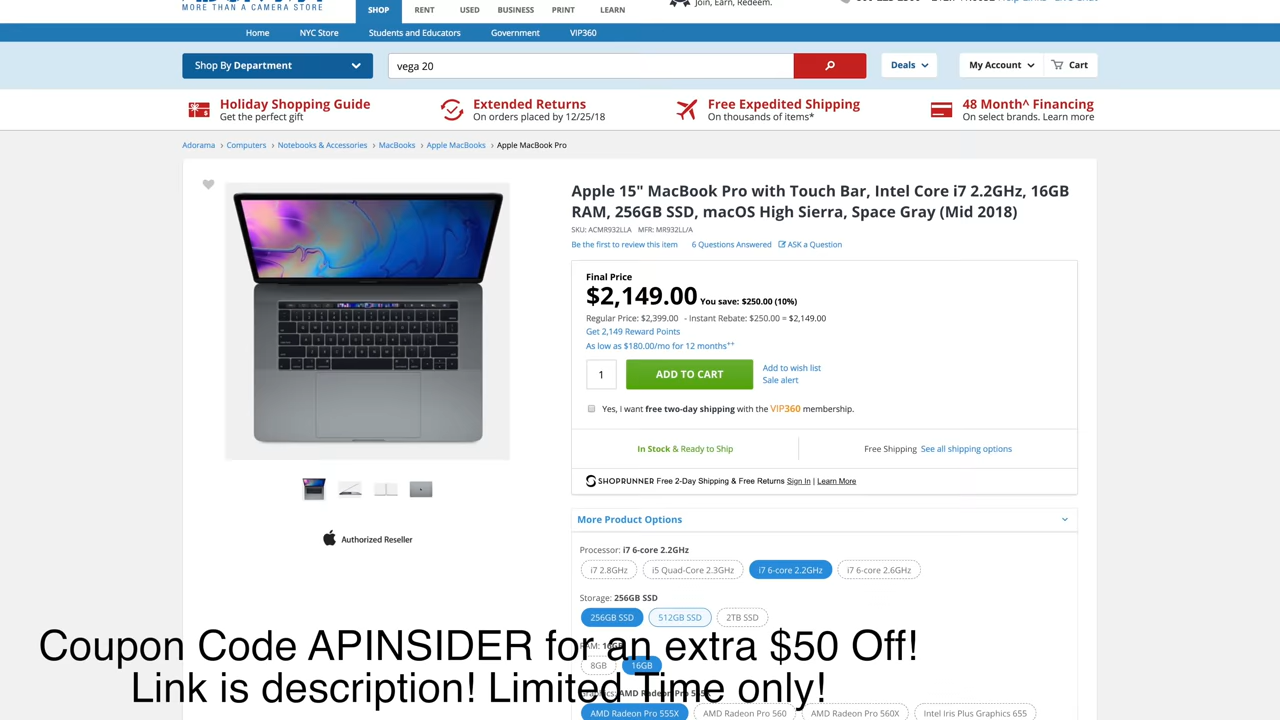 MORE THAN A CAMERA STORE
SHOP RENT USED BUSINESS PRINT LEARN
Join, Earn, Redeem.
Home NYC Store Students and Educators Government VIP360
Shop By Department vega 20 Deals My Account Cart
Holiday Shopping Guide Extended Returns Free Expedited Shipping 48 Month^ Financing
Get the perfect gift On orders placed by 12/25/18 On thousands of items* On select brands. Learn more
Adorama › Computers › Notebooks & Accessories › MacBooks › Apple MacBooks › Apple MacBook Pro
Apple 15" MacBook Pro with Touch Bar, Intel Core i7 2.2GHz, 16GB
RAM, 256GB SSD, macOS High Sierra, Space Gray (Mid 2018)
SKU: ACMR932LLA MFR: MR932LL/A
Be the first to review this item 6 Questions Answered ASK a Question
Final Price
$2,149.00 You save: $250.00 (10%)
Regular Price: $2,399.00 - Instant Rebate: $250.00 = $2,149.00
Get 2,149 Reward Points
As low as $180.00/mo for 12 months††
1 ADD TO CART Add to wish list
Sale alert
Yes, I want free two-day shipping with the VIP360 membership.
In Stock & Ready to Ship Free Shipping See all shipping options
SHOPRUNNER Free 2-Day Shipping & Free Returns Sign In | Learn More
More Product Options
Authorized Reseller
Processor: i7 6-core 2.2GHz
i7 2.8GHz i5 Quad-Core 2.3GHz i7 6-core 2.2GHz i7 6-core 2.6GHz
Storage: 256GB SSD
256GB SSD 512GB SSD 2TB SSD
Coupon Code APINSIDER for an extra $50 Off!
8GB 16GB
Link is description! Limited Time only!
AMD Radeon Pro 555X AMD Radeon Pro 560 AMD Radeon Pro 560X Intel Iris Plus Graphics 655